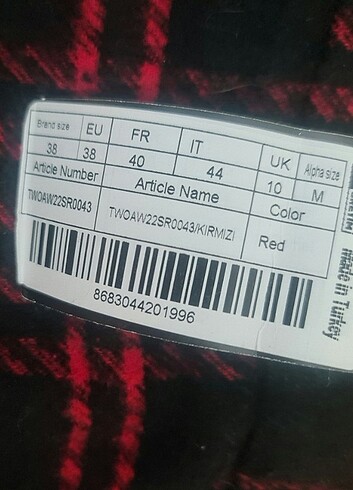 Brand size EU FR IT UK Alpha size
38 38 40 44 10 M
Article Number Article Name Color
TWOAW22SR0043 TWOAW22SR0043/KIRMIZI Red
8683044201996
Made in Turkey